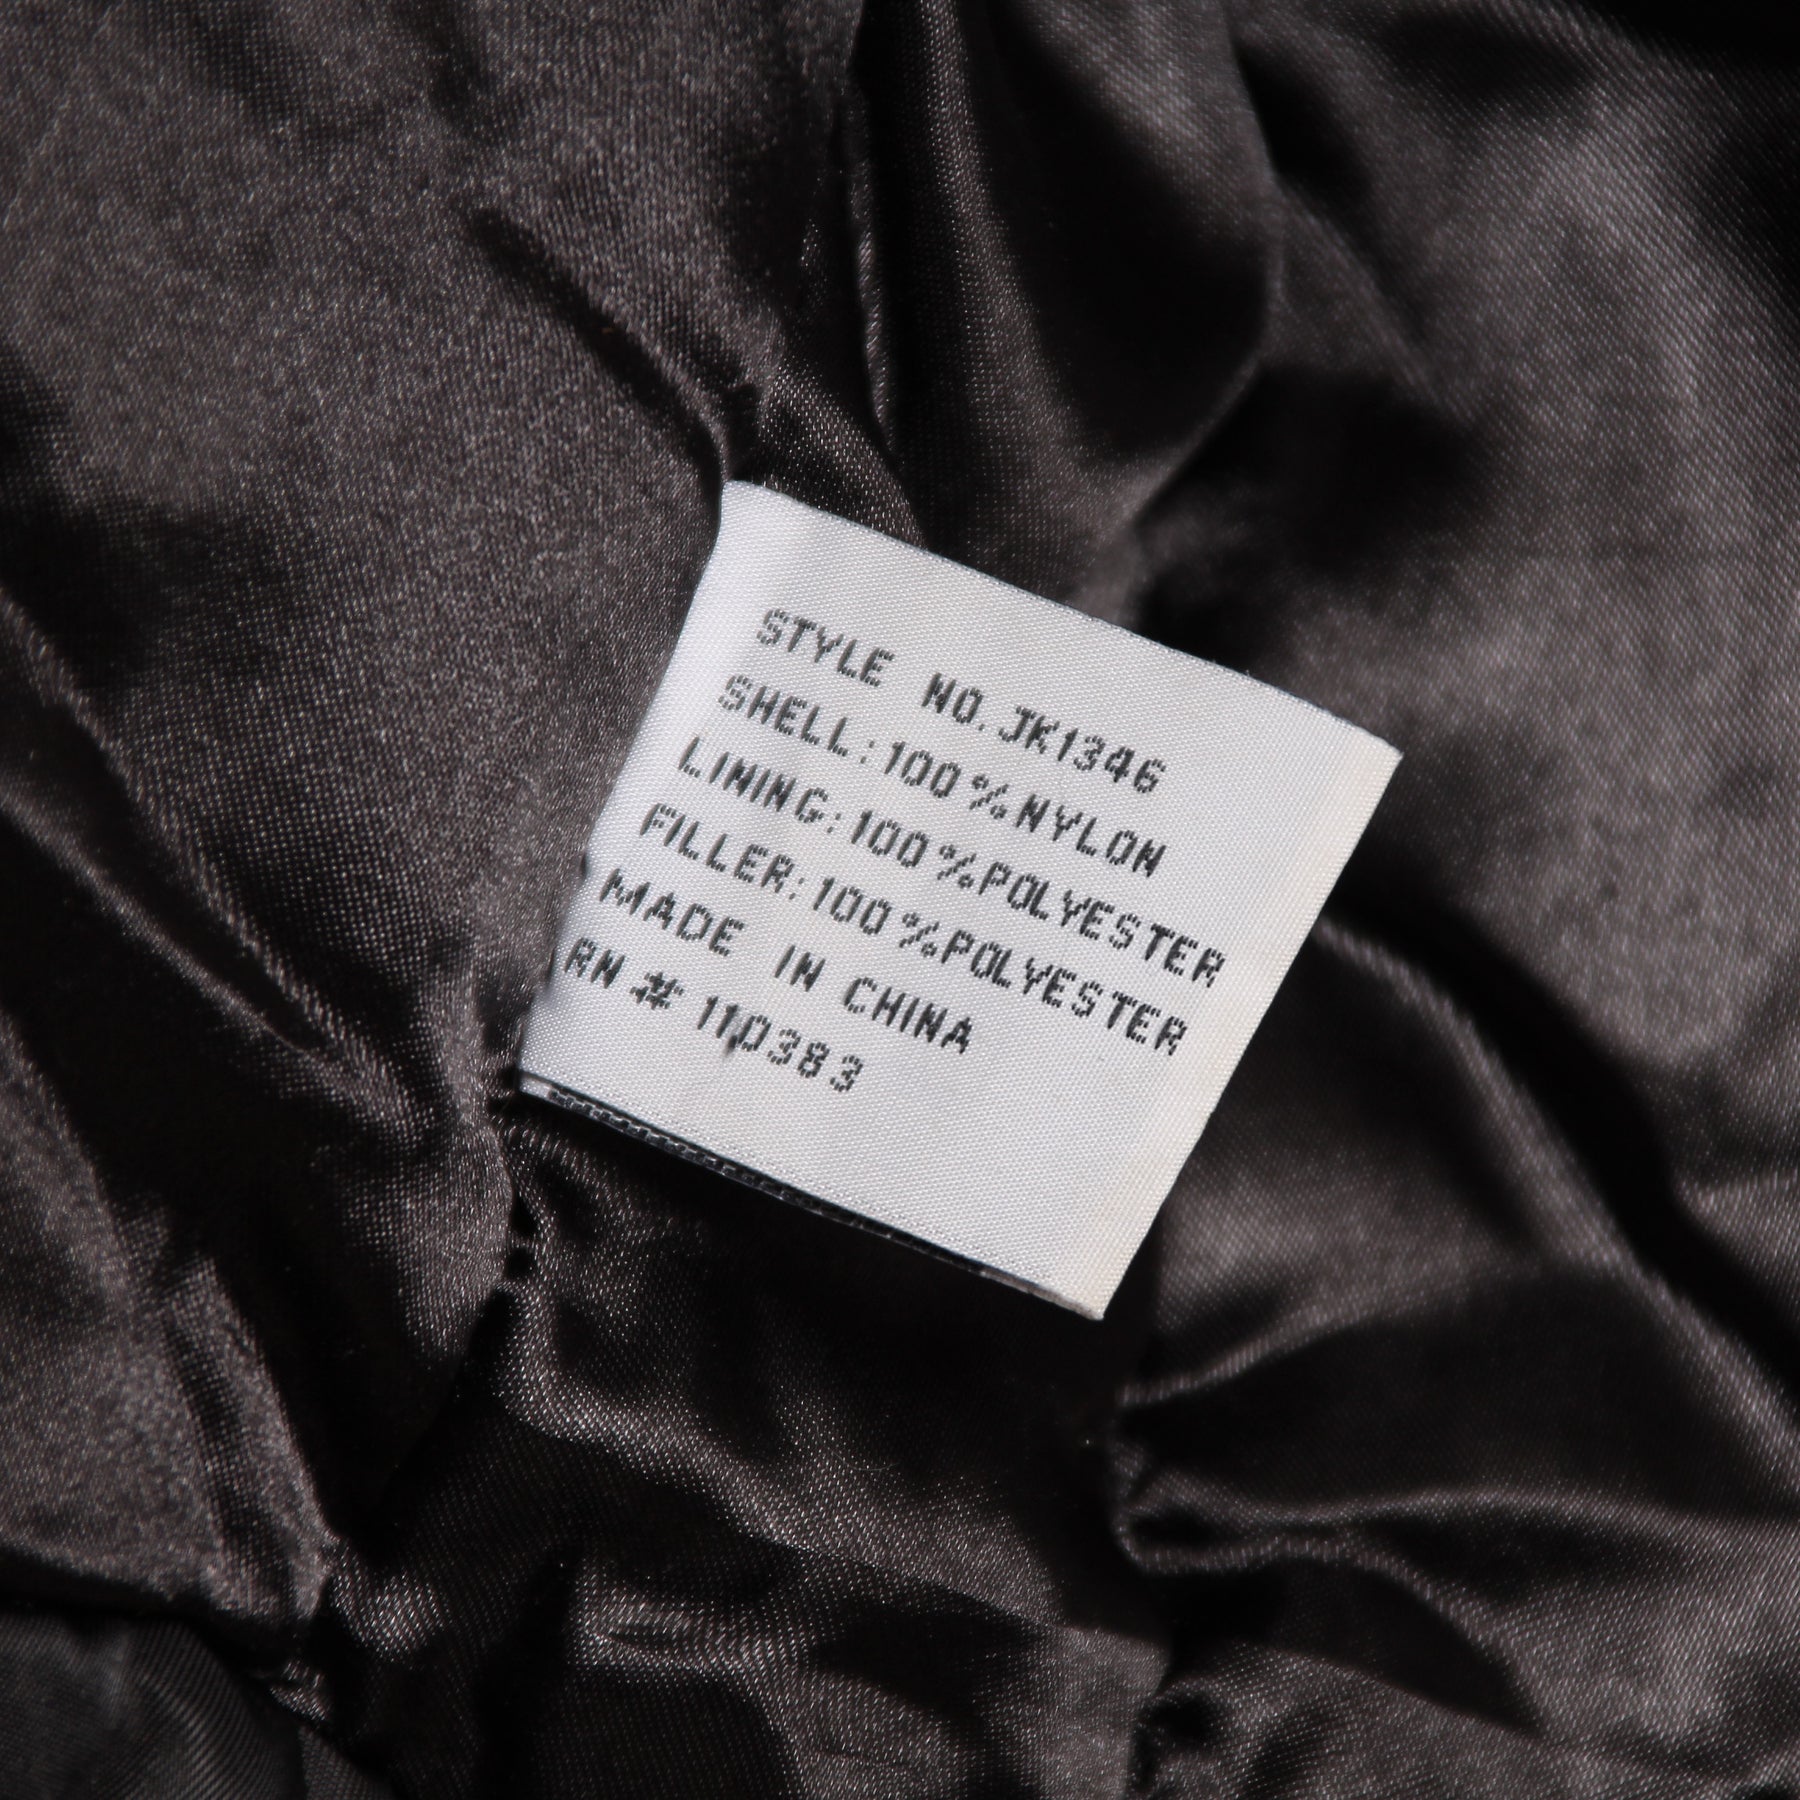 STYLE NO.JK1346
SHELL:100%NYLON
LINING:100%POLYESTER
FILLER:100%POLYESTER
MADE IN CHINA
RN # 110383